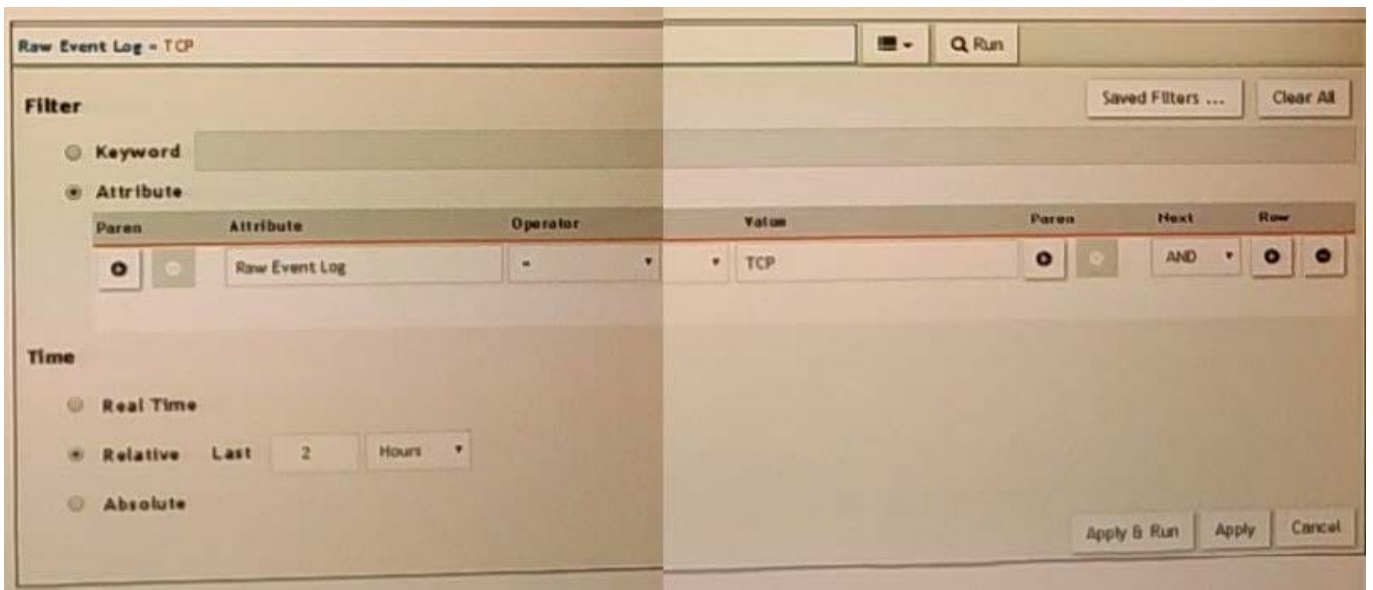 Raw Event Log = TCP
Run
Filter
Saved Filters ...
Clear All
Keyword
Attribute
Paren Attribute Operator Value Paren Next Row
Raw Event Log = TCP AND
Time
Real Time
Relative Last 2 Hours
Absolute
Apply & Run Apply Cancel